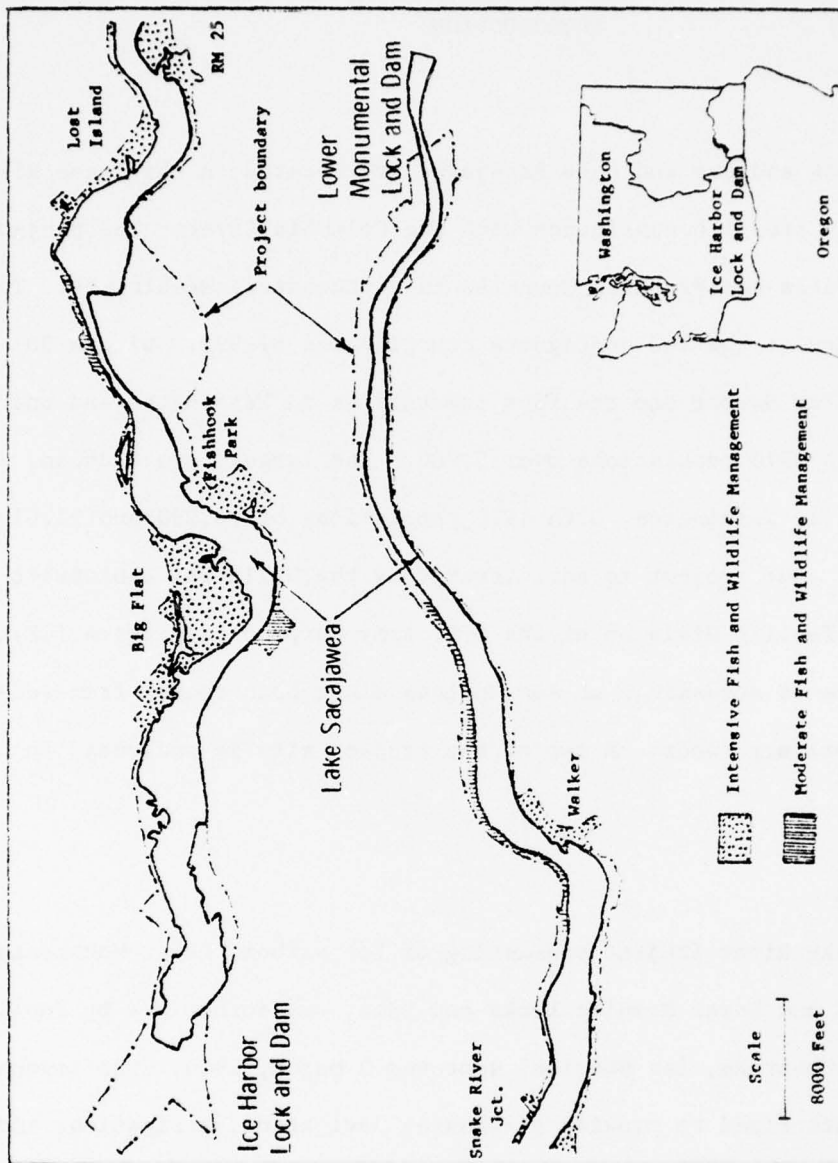 Lost
Island
RM 25
Project boundary
Big Flat
Fishhook
Park
Ice Harbor
Lock and Dam
Lake Sacajawea
Lower
Monumental
Lock and Dam
Walker
Snake River
Jct.
Washington
Ice Harbor
Lock and Dam
Oregon
Intensive Fish and Wildlife Management
Moderate Fish and Wildlife Management
Scale
8000 Feet